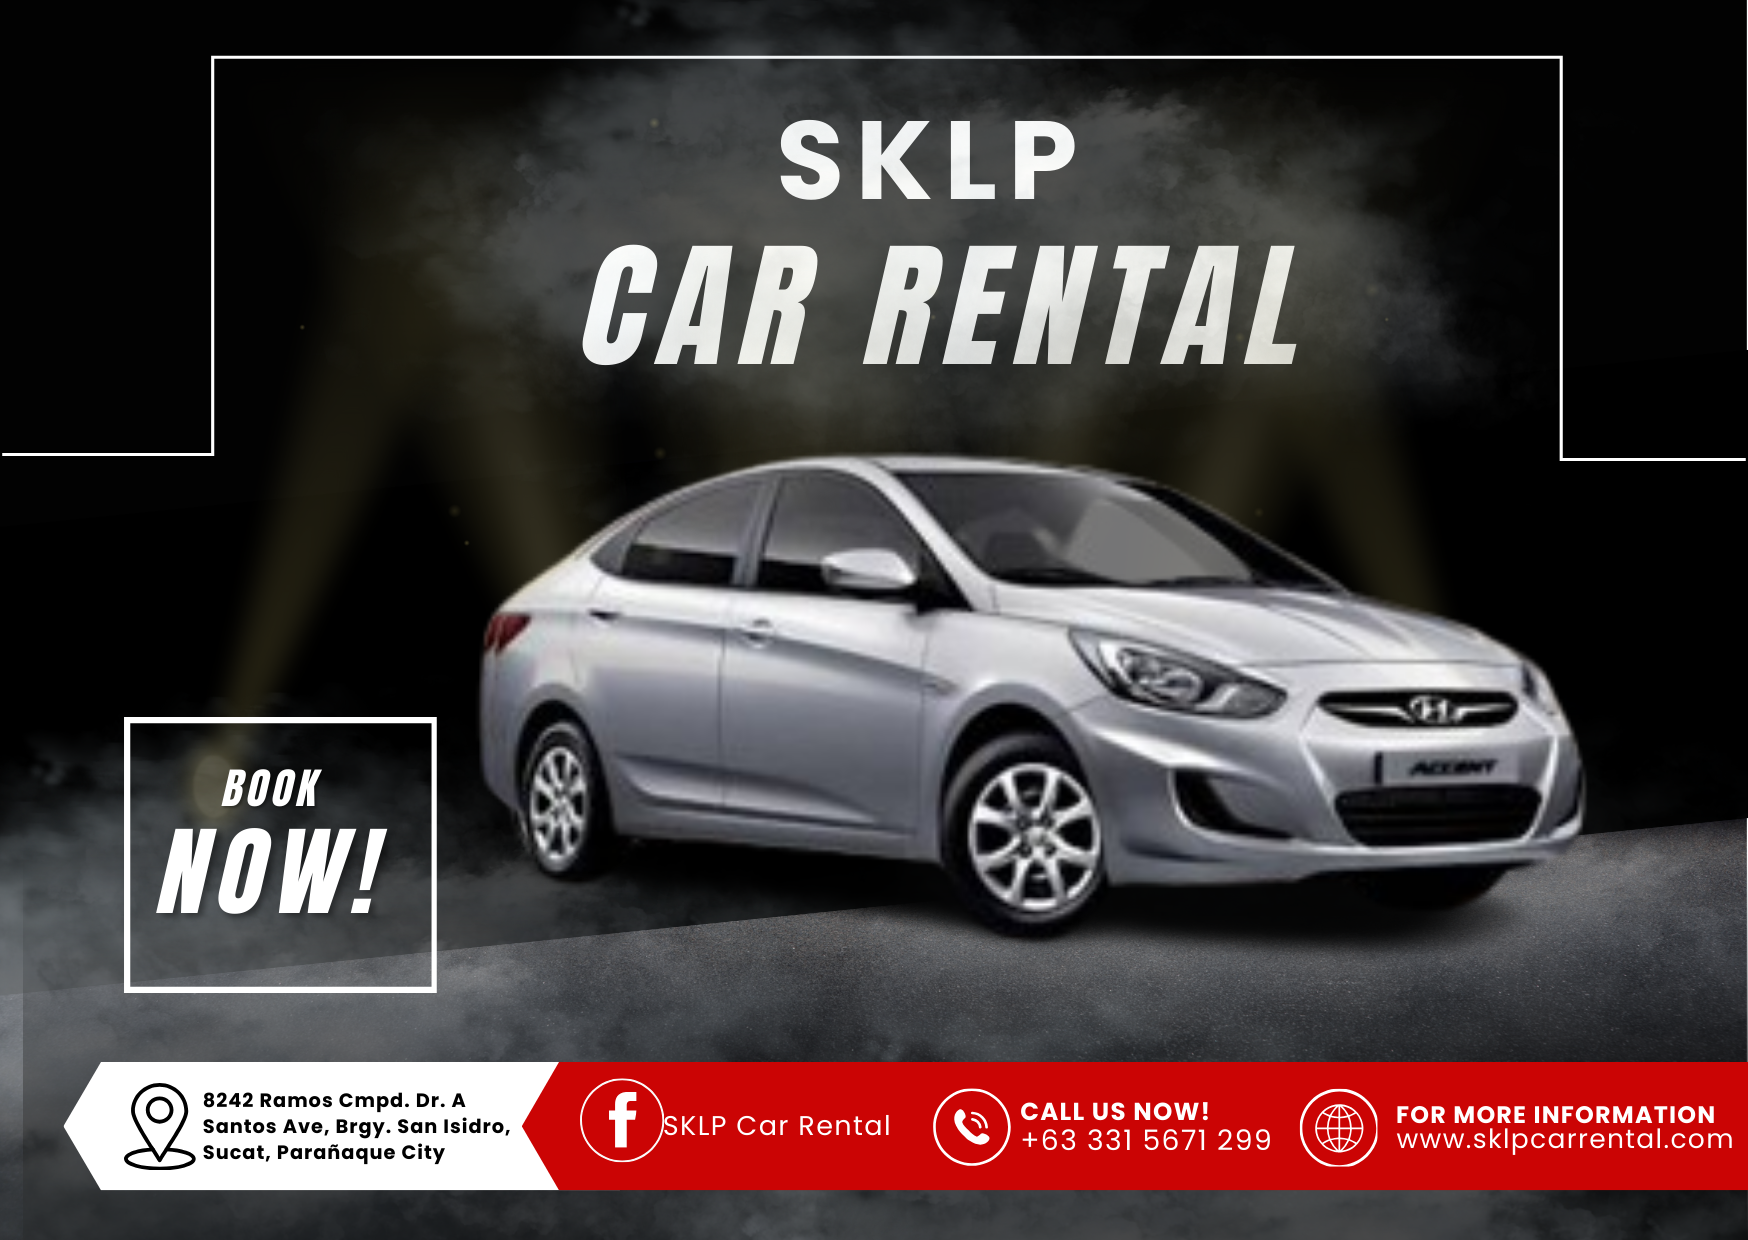 SKLP
CAR RENTAL
ACCENT
BOOK
NOW!
8242 Ramos Cmpd. Dr. A
Santos Ave, Brgy. San Isidro,
Sucat, Parañaque City
SKLP Car Rental
CALL US NOW!
+63 331 5671 299
FOR MORE INFORMATION
www.sklpcarrental.com